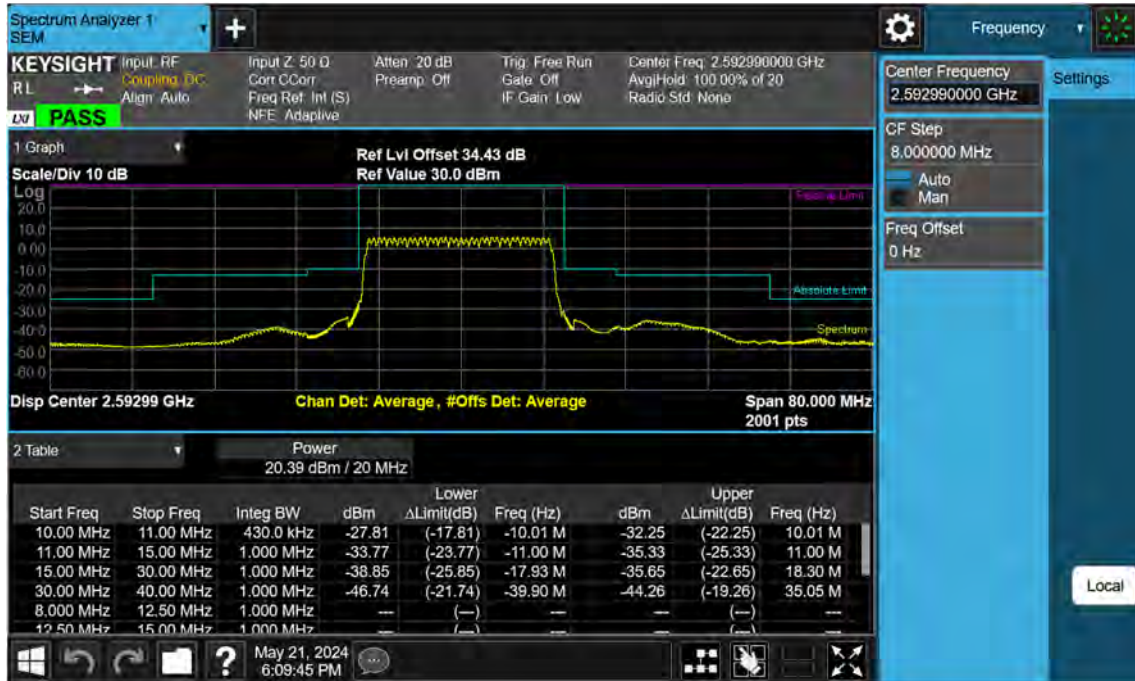 Spectrum Analyzer 1
SEM
+
Frequency
KEYSIGHT
RL
LXI
PASS
Input: RF
Coupling: DC
Align: Auto
Input Z: 50 Ω
Corr CCorr
Freq Ref: Int (S)
NFE: Adaptive
Atten: 20 dB
Preamp: Off
Trig: Free Run
Gate: Off
IF Gain: Low
Center Freq: 2.592990000 GHz
Avg|Hold: 100.00% of 20
Radio Std: None
Center Frequency
2.592990000 GHz
Settings
CF Step
8.000000 MHz
Auto
Man
Freq Offset
0 Hz
1 Graph
Scale/Div 10 dB
Ref Lvl Offset 34.43 dB
Ref Value 30.0 dBm
Log
20.0
10.0
0.00
-10.0
-20.0
-30.0
-40.0
-50.0
-60.0
Absolute Limit
Spectrum
Disp Center 2.59299 GHz
Chan Det: Average, #Offs Det: Average
Span 80.000 MHz
2001 pts
2 Table
Power
20.39 dBm / 20 MHz
Lower Upper
Start Freq Stop Freq Integ BW dBm ΔLimit(dB) Freq (Hz) dBm ΔLimit(dB) Freq (Hz)
10.00 MHz 11.00 MHz 430.0 kHz -27.81 (-17.81) -10.01 M -32.25 (-22.25) 10.01 M
11.00 MHz 15.00 MHz 1.000 MHz -33.77 (-23.77) -11.00 M -35.33 (-25.33) 11.00 M
15.00 MHz 30.00 MHz 1.000 MHz -38.85 (-25.85) -17.93 M -35.65 (-22.65) 18.30 M
30.00 MHz 40.00 MHz 1.000 MHz -46.74 (-21.74) -39.90 M -44.26 (-19.26) 35.05 M
8.000 MHz 12.50 MHz 1.000 MHz --- (---) --- --- (---) ---
12.50 MHz 15.00 MHz 1.000 MHz --- (---) --- --- (---) ---
Local
?
May 21, 2024
6:09:45 PM